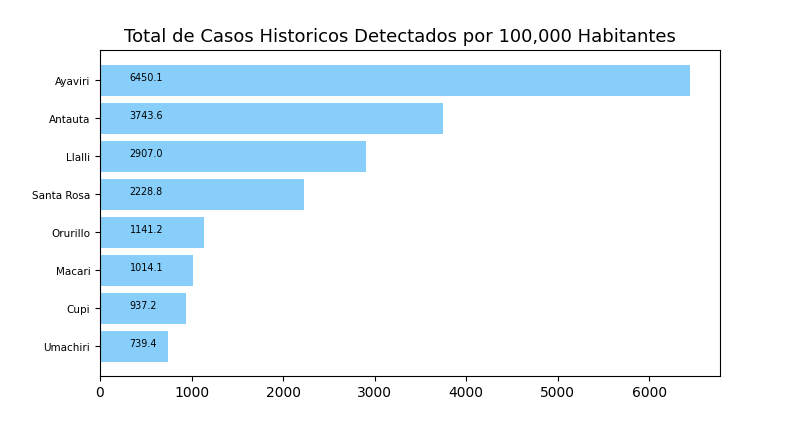 Total de Casos Historicos Detectados por 100,000 Habitantes
Ayaviri 6450.1
Antauta 3743.6
Llalli 2907.0
Santa Rosa 2228.8
Orurillo 1141.2
Macari 1014.1
Cupi 937.2
Umachiri 739.4
0 1000 2000 3000 4000 5000 6000